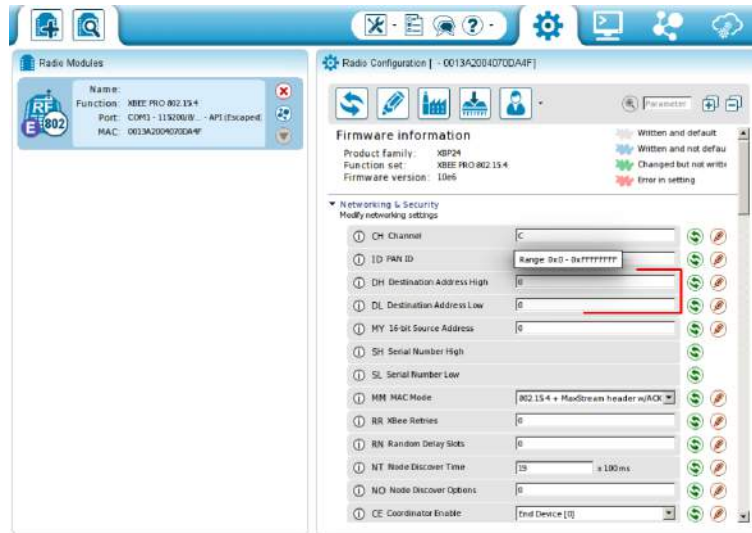 Radio Modules
Name:
Function: XBEE PRO 802.15.4
Port: COM1 - 115200/8/... - API (Escaped)
MAC: 0013A2004070DA4F
802
E
Radio Configuration [ - 0013A2004070DA4F]
Parameter
Firmware information
Product family: XBP24
Function set: XBEE PRO 802.15.4
Firmware version: 10e6
Written and default
Written and not defau
Changed but not writte
Error in setting
Networking & Security
Modify networking settings
CH Channel C
ID PAN ID
Range: 0x0 - 0xFFFFFFFF
DH Destination Address High 0
DL Destination Address Low 0
MY 16-bit Source Address 0
SH Serial Number High
SL Serial Number Low
MM MAC Mode 802.15.4 + MaxStream header w/ACK
RR XBee Retries 0
RN Random Delay Slots 0
NT Node Discover Time 19 x 100 ms
NO Node Discover Options 0
CE Coordinator Enable End Device [0]